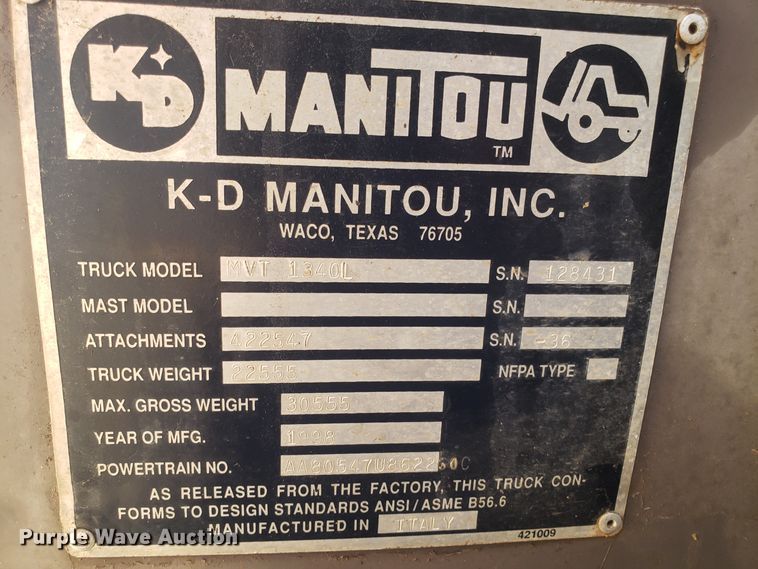 KD MANITOU
TM
K-D MANITOU, INC.
WACO, TEXAS 76705
TRUCK MODEL MVT 1340L S.N. 128431
MAST MODEL S.N.
ATTACHMENTS 422547 S.N. -36
TRUCK WEIGHT 22555 NFPA TYPE
MAX. GROSS WEIGHT 30555
YEAR OF MFG. 1998
POWERTRAIN NO.
AS RELEASED FROM THE FACTORY, THIS TRUCK CON-
FORMS TO DESIGN STANDARDS ANSI/ASME B56.6
MANUFACTURED IN ITALY
421009
Purple Wave Auction